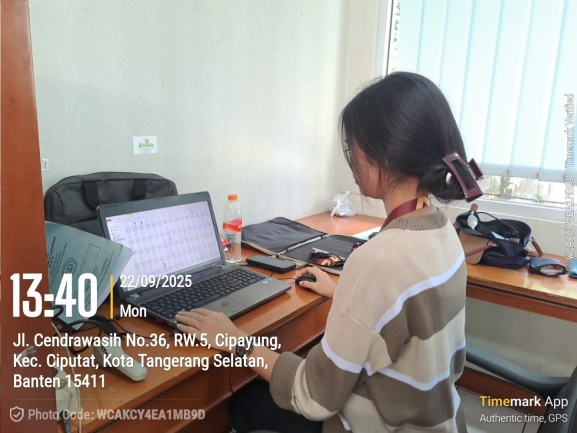 13:40
22/09/2025
Mon
Jl. Cendrawasih No.36, RW.5, Cipayung,
Kec. Ciputat, Kota Tangerang Selatan,
Banten 15411
Photo Code: WCAKCY4EA1MB9D
Timemark App
Authentic time, GPS
Timemark Verified